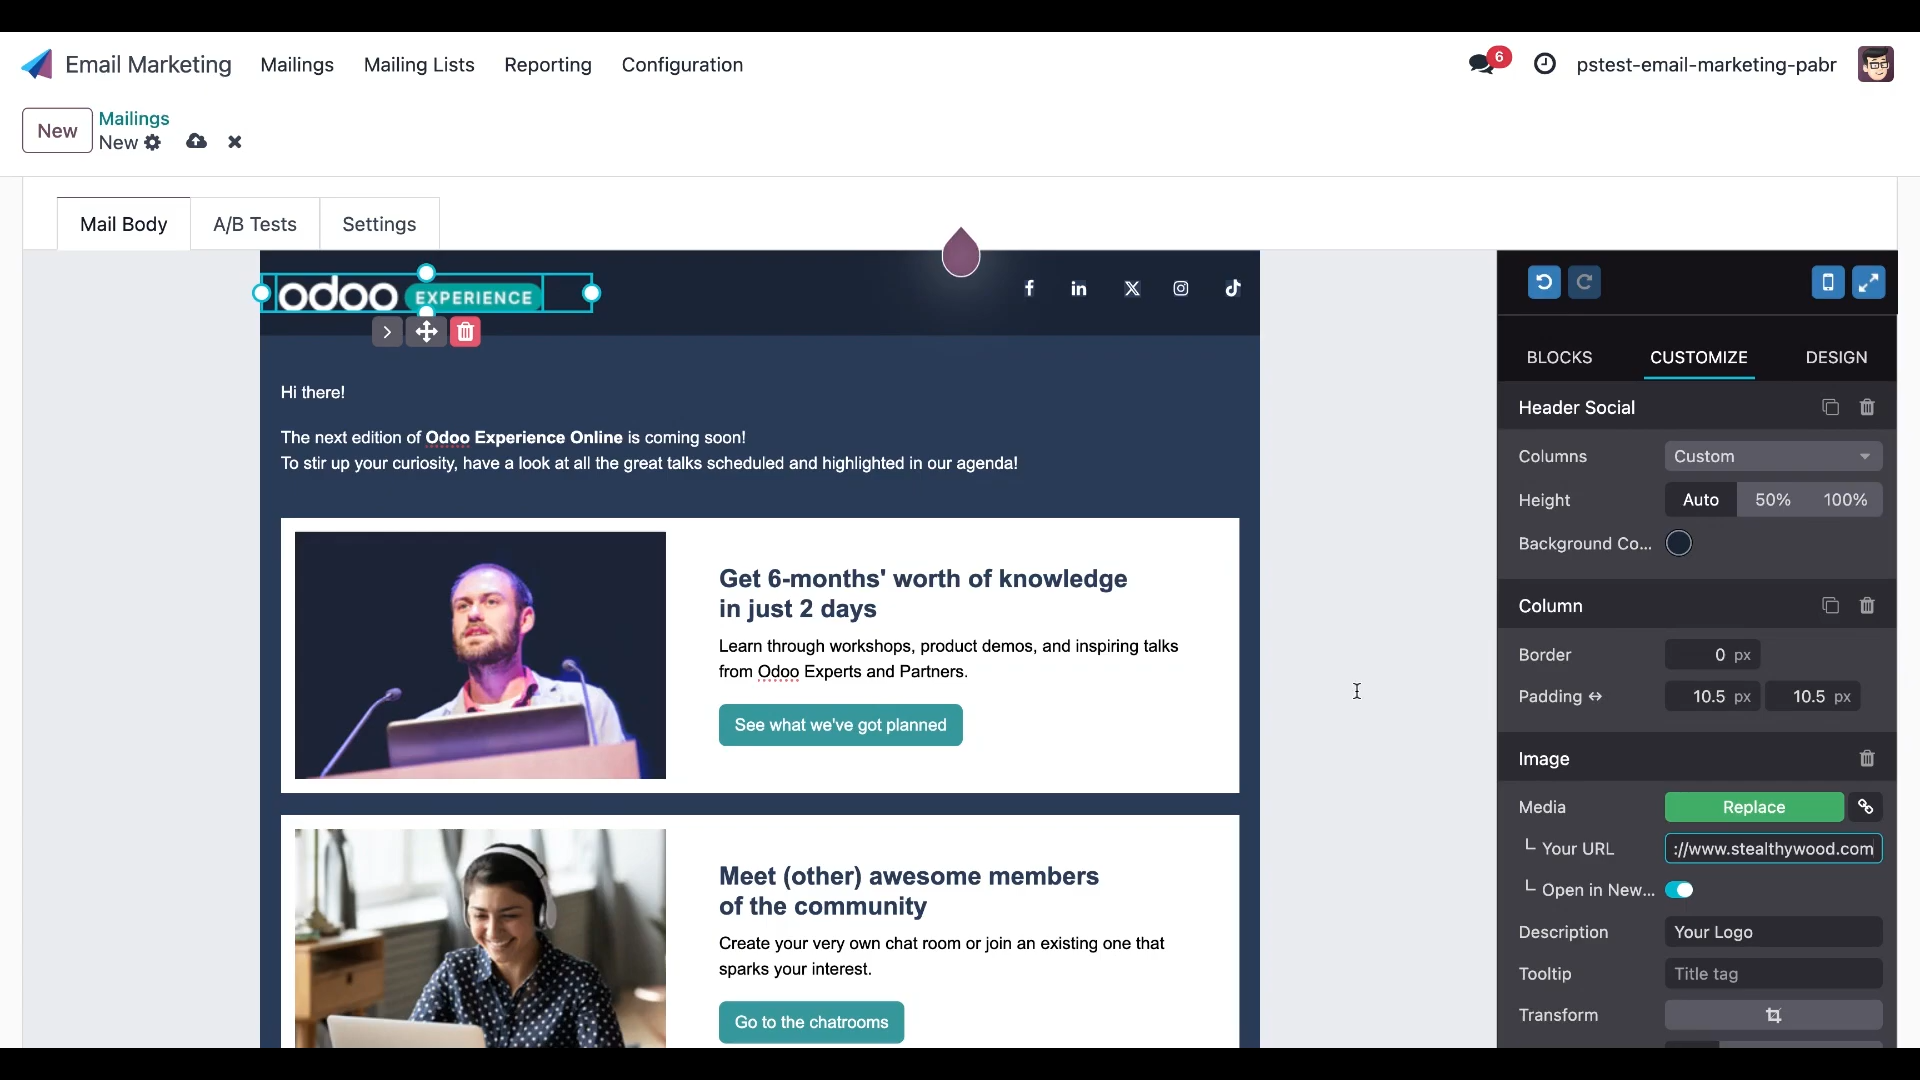 Email Marketing
Mailings
Mailing Lists
Reporting
Configuration
6
pstest-email-marketing-pabr
New
Mailings
New
Mail Body
A/B Tests
Settings
odoo EXPERIENCE
Hi there!
The next edition of Odoo Experience Online is coming soon!
To stir up your curiosity, have a look at all the great talks scheduled and highlighted in our agenda!
Get 6-months' worth of knowledge
in just 2 days
Learn through workshops, product demos, and inspiring talks
from Odoo Experts and Partners.
See what we've got planned
Meet (other) awesome members
of the community
Create your very own chat room or join an existing one that
sparks your interest.
Go to the chatrooms
BLOCKS
CUSTOMIZE
DESIGN
Header Social
Columns
Custom
Height
Auto
50%
100%
Background Co...
Column
Border
0 px
Padding
10.5 px
10.5 px
Image
Media
Replace
Your URL
://www.stealthywood.com
Open in New...
Description
Your Logo
Tooltip
Title tag
Transform